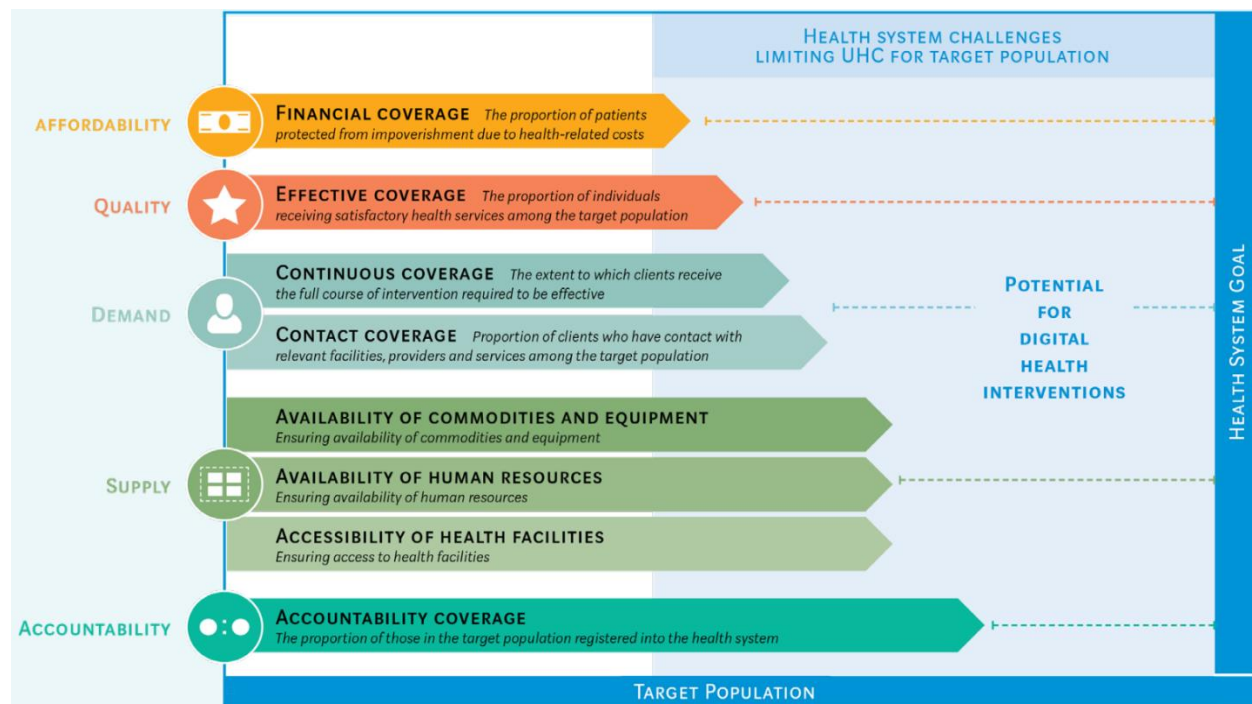 HEALTH SYSTEM CHALLENGES
LIMITING UHC FOR TARGET POPULATION
AFFORDABILITY
FINANCIAL COVERAGE The proportion of patients
protected from impoverishment due to health-related costs
QUALITY
EFFECTIVE COVERAGE The proportion of individuals
receiving satisfactory health services among the target population
DEMAND
CONTINUOUS COVERAGE The extent to which clients receive
the full course of intervention required to be effective
CONTACT COVERAGE Proportion of clients who have contact with
relevant facilities, providers and services among the target population
POTENTIAL
FOR
DIGITAL
HEALTH
INTERVENTIONS
SUPPLY
AVAILABILITY OF COMMODITIES AND EQUIPMENT
Ensuring availability of commodities and equipment
AVAILABILITY OF HUMAN RESOURCES
Ensuring availability of human resources
ACCESSIBILITY OF HEALTH FACILITIES
Ensuring access to health facilities
ACCOUNTABILITY
ACCOUNTABILITY COVERAGE
The proportion of those in the target population registered into the health system
HEALTH SYSTEM GOAL
TARGET POPULATION